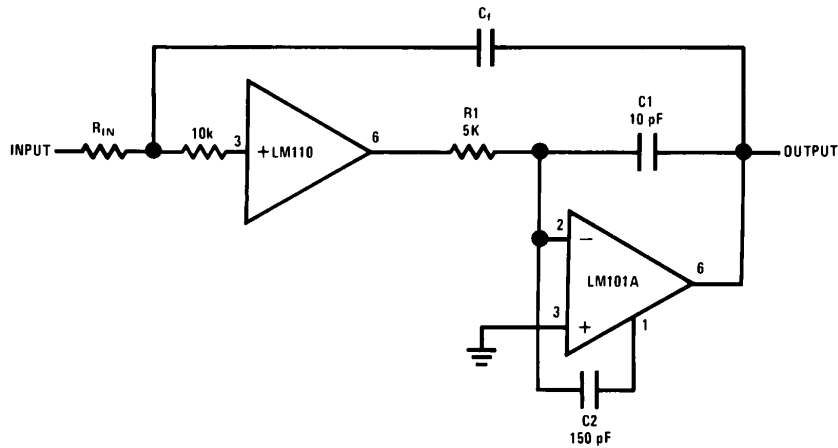 Cf
RIN
10k
INPUT
3
+
LM110
6
R1
5K
C1
10 pF
OUTPUT
2
−
LM101A
6
3
+
1
C2
150 pF